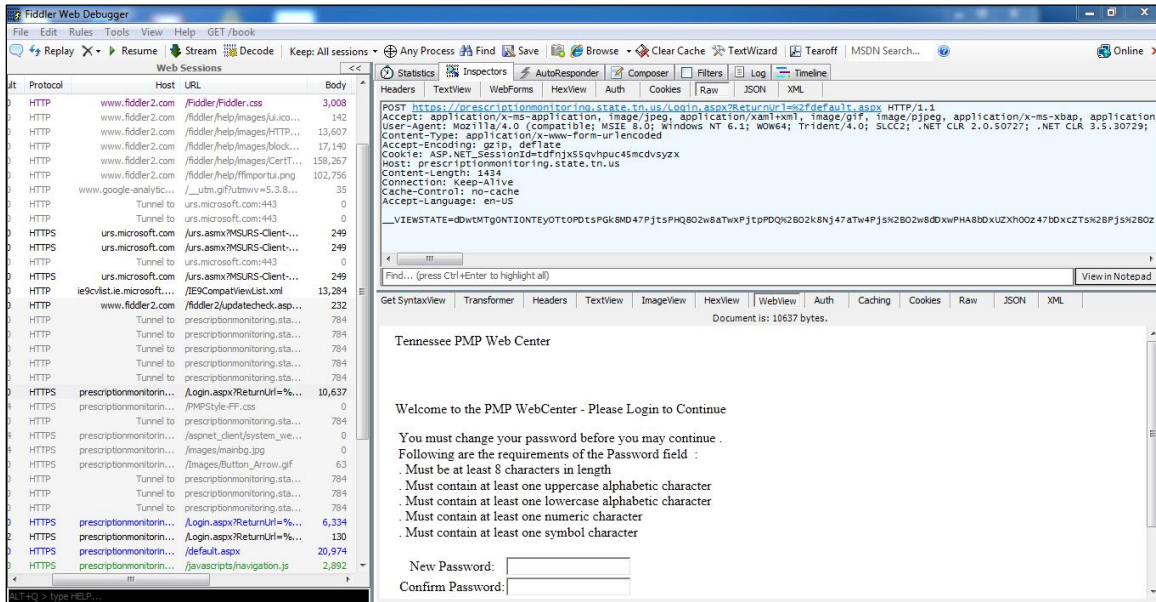 Fiddler Web Debugger
File Edit Rules Tools View Help GET /book
Replay X Resume Stream Decode Keep: All sessions Any Process Find Save Browse Clear Cache TextWizard Tearoff MSDN Search... Online
Web Sessions <<
ult Protocol Host URL Body
HTTP www.fiddler2.com /Fiddler/Fiddler.css 3,008
HTTP www.fiddler2.com /fiddler/help/images/ui.ico... 142
HTTP www.fiddler2.com /fiddler/help/images/HTTP... 13,607
HTTP www.fiddler2.com /fiddler/help/images/block... 17,140
HTTP www.fiddler2.com /fiddler/help/images/CertT... 158,267
HTTP www.fiddler2.com /fiddler/help/ffimportui.png 102,756
HTTP www.google-analytic... /__utm.gif?utmwv=5.3.8... 35
HTTP Tunnel to urs.microsoft.com:443 0
HTTP Tunnel to urs.microsoft.com:443 0
HTTPS urs.microsoft.com /urs.asmx?MSURS-Client-... 249
HTTPS urs.microsoft.com /urs.asmx?MSURS-Client-... 249
HTTP Tunnel to urs.microsoft.com:443 0
HTTPS urs.microsoft.com /urs.asmx?MSURS-Client-... 249
HTTP ie9cvlist.ie.microsoft.... /IE9CompatViewList.xml 13,284
HTTP www.fiddler2.com /fiddler2/updatecheck.asp... 232
HTTP Tunnel to prescriptionmonitoring.sta... 784
HTTP Tunnel to prescriptionmonitoring.sta... 784
HTTP Tunnel to prescriptionmonitoring.sta... 784
HTTP Tunnel to prescriptionmonitoring.sta... 784
HTTP Tunnel to prescriptionmonitoring.sta... 784
HTTPS prescriptionmonitorin... /Login.aspx?ReturnUrl=%... 10,637
HTTPS prescriptionmonitorin... /PMPStyle-FF.css 0
HTTP Tunnel to prescriptionmonitoring.sta... 784
HTTPS prescriptionmonitorin... /aspnet_client/system_we... 0
HTTPS prescriptionmonitorin... /images/mainbg.jpg 0
HTTPS prescriptionmonitorin... /Images/Button_Arrow.gif 63
HTTP Tunnel to prescriptionmonitoring.sta... 784
HTTP Tunnel to prescriptionmonitoring.sta... 784
HTTP Tunnel to prescriptionmonitoring.sta... 784
HTTPS prescriptionmonitorin... /Login.aspx?ReturnUrl=%... 6,334
HTTPS prescriptionmonitorin... /Login.aspx?ReturnUrl=%... 130
HTTPS prescriptionmonitorin... /default.aspx 20,974
HTTPS prescriptionmonitorin... /javascripts/navigation.js 2,892
ALT+Q > type HELP...
Statistics Inspectors AutoResponder Composer Filters Log Timeline
Headers TextView WebForms HexView Auth Cookies Raw JSON XML
POST https://prescriptionmonitoring.state.tn.us/Login.aspx?ReturnUrl=%2fdefault.aspx HTTP/1.1
Accept: application/x-ms-application, image/jpeg, application/xaml+xml, image/gif, image/pjpeg, application/x-ms-xbap, application
User-Agent: Mozilla/4.0 (compatible; MSIE 8.0; Windows NT 6.1; WOW64; Trident/4.0; SLCC2; .NET CLR 2.0.50727; .NET CLR 3.5.30729;
Content-Type: application/x-www-form-urlencoded
Accept-Encoding: gzip, deflate
Cookie: ASP.NET_SessionId=tdfnjx55qvhpuc45mcdvsyzx
Host: prescriptionmonitoring.state.tn.us
Content-Length: 1434
Connection: Keep-Alive
Cache-Control: no-cache
Accept-Language: en-US
Find... (press Ctrl+Enter to highlight all) View in Notepad
Get SyntaxView Transformer Headers TextView ImageView HexView WebView Auth Caching Cookies Raw JSON XML
Document is: 10637 bytes.
Tennessee PMP Web Center
Welcome to the PMP WebCenter - Please Login to Continue
You must change your password before you may continue .
Following are the requirements of the Password field :
. Must be at least 8 characters in length
. Must contain at least one uppercase alphabetic character
. Must contain at least one lowercase alphabetic character
. Must contain at least one numeric character
. Must contain at least one symbol character
New Password:
Confirm Password: